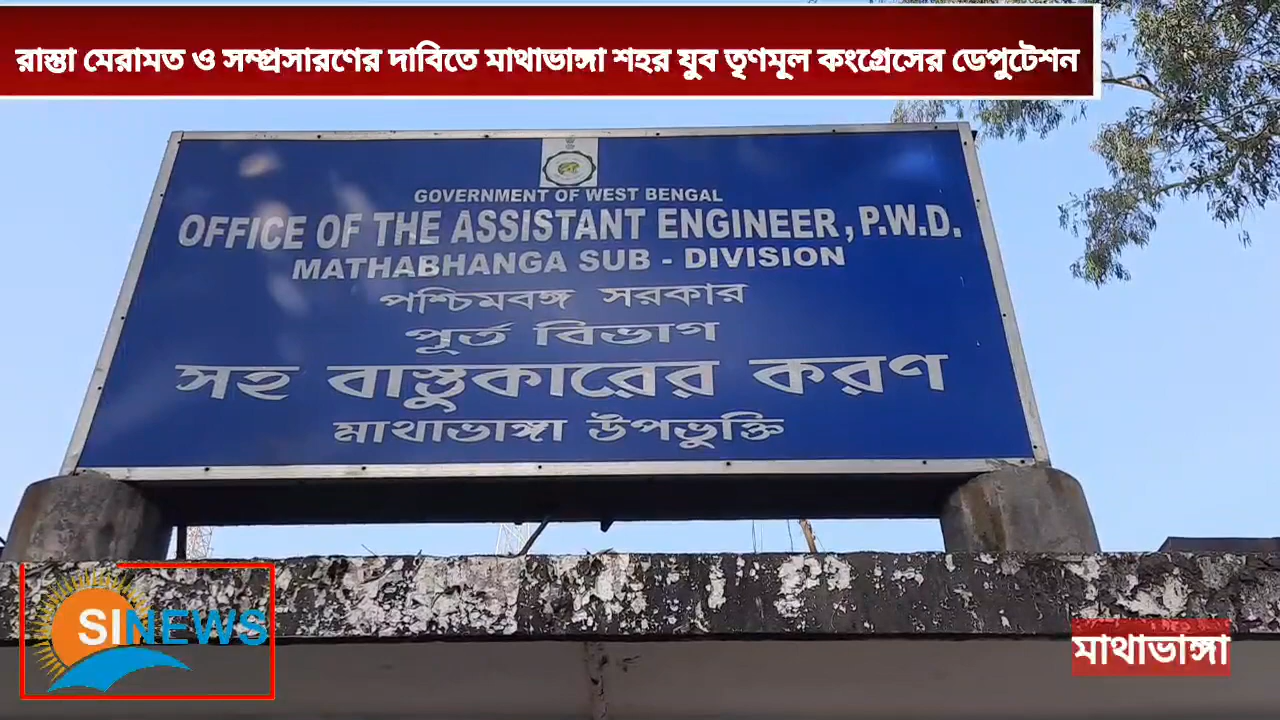 রাস্তা মেরামত ও সম্প্রসারণের দাবিতে মাথাভাঙ্গা শহর যুব তৃণমূল কংগ্রেসের ডেপুটেশন
GOVERNMENT OF WEST BENGAL
OFFICE OF THE ASSISTANT ENGINEER, P.W.D.
MATHABHANGA SUB - DIVISION
পশ্চিমবঙ্গ সরকার
পূর্ত বিভাগ
সহ বাস্তুকারের করণ
মাথাভাঙ্গা উপভুক্তি
SINEWS
মাথাভাঙ্গা